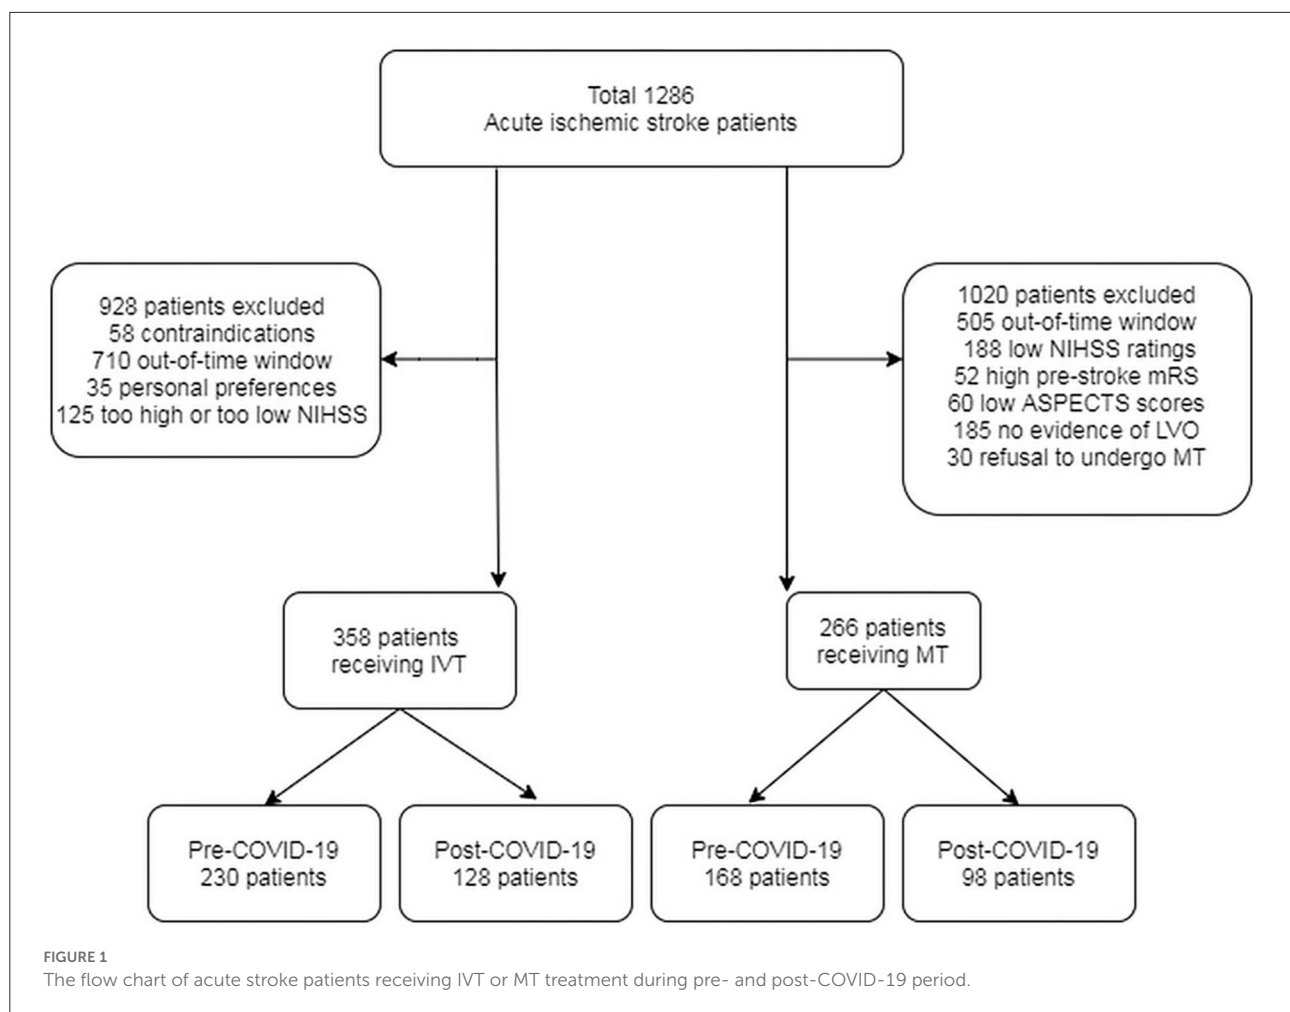 Total 1286
Acute ischemic stroke patients
928 patients excluded
58 contraindications
710 out-of-time window
35 personal preferences
125 too high or too low NIHSS
1020 patients excluded
505 out-of-time window
188 low NIHSS ratings
52 high pre-stroke mRS
60 low ASPECTS scores
185 no evidence of LVO
30 refusal to undergo MT
358 patients
receiving IVT
266 patients
receiving MT
Pre-COVID-19
230 patients
Post-COVID-19
128 patients
Pre-COVID-19
168 patients
Post-COVID-19
98 patients
FIGURE 1
The flow chart of acute stroke patients receiving IVT or MT treatment during pre- and post-COVID-19 period.